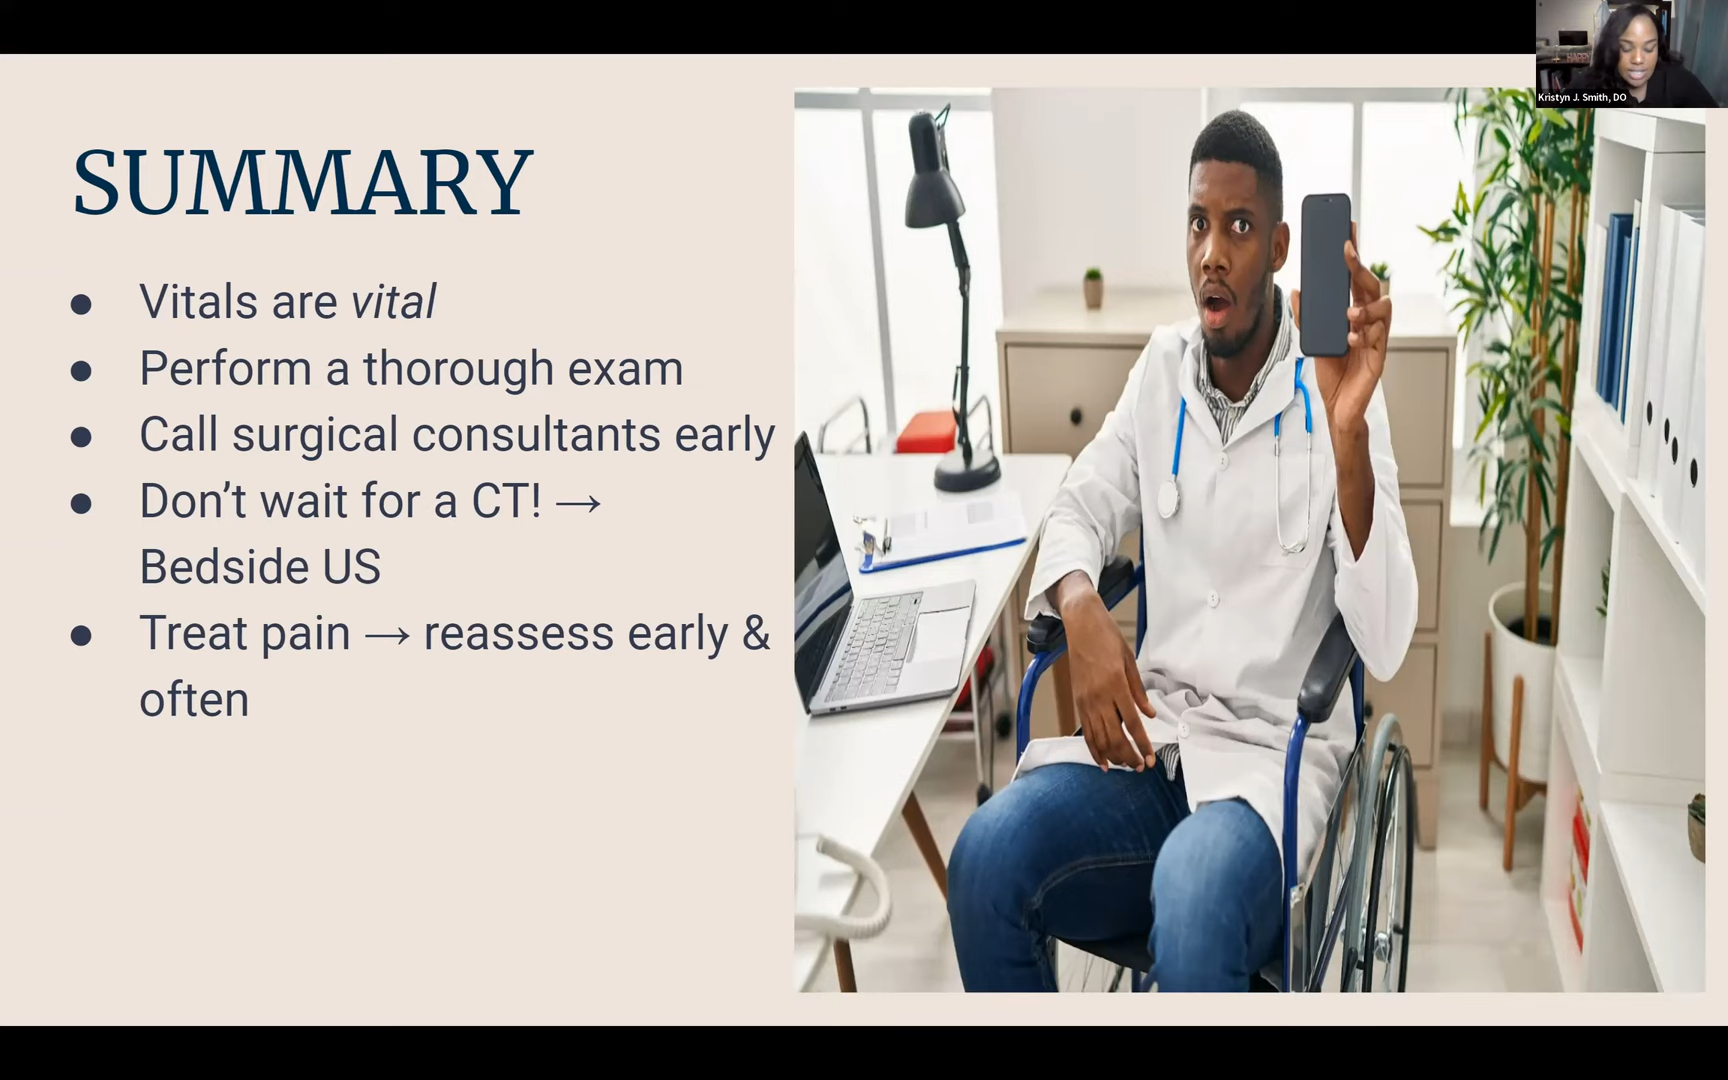 Kristyn J. Smith, DO
SUMMARY
● Vitals are vital
● Perform a thorough exam
● Call surgical consultants early
● Don’t wait for a CT! →
Bedside US
● Treat pain → reassess early &
often